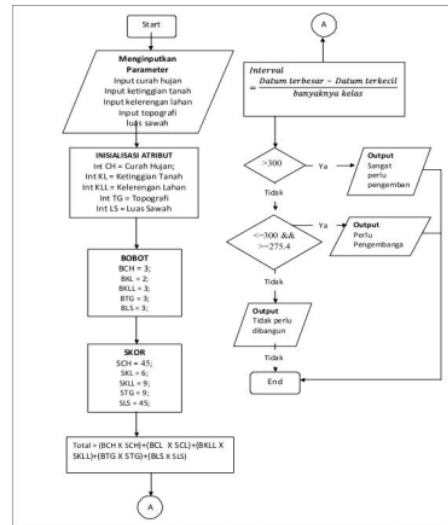 Start
Menginputkan
Parameter
Input curah hujan
Input ketinggian tanah
Input kelerengan lahan
Input topografi
luas sawah
INISIALISASI ATRIBUT
Int CH = Curah Hujan;
Int KL = Ketinggian Tanah
Int KLL = Kelerengan Lahan
Int TG = Topografi
Int LS = Luas Sawah
BOBOT
BCH = 3;
BKL = 2;
BKLL = 3;
BTG = 3;
BLS = 3;
SKOR
SCH = 45;
SKL = 6;
SKLL = 9;
STG = 9;
SLS = 45;
Total = (BCH X SCH)+(BCL X SCL)+(BKLL X
SKLL)+(BTG X STG)+(BLS X SLS)
A
A
Interval
= Datum terbesar − Datum terkecil
banyaknya kelas
>300
Ya
Output
Sangat
perlu
pengemban
Tidak
<=300 &&
>=275.4
Ya
Output
Perlu
Pengembanga
Tidak
Output
Tidak perlu
dibangun
Tidak
End